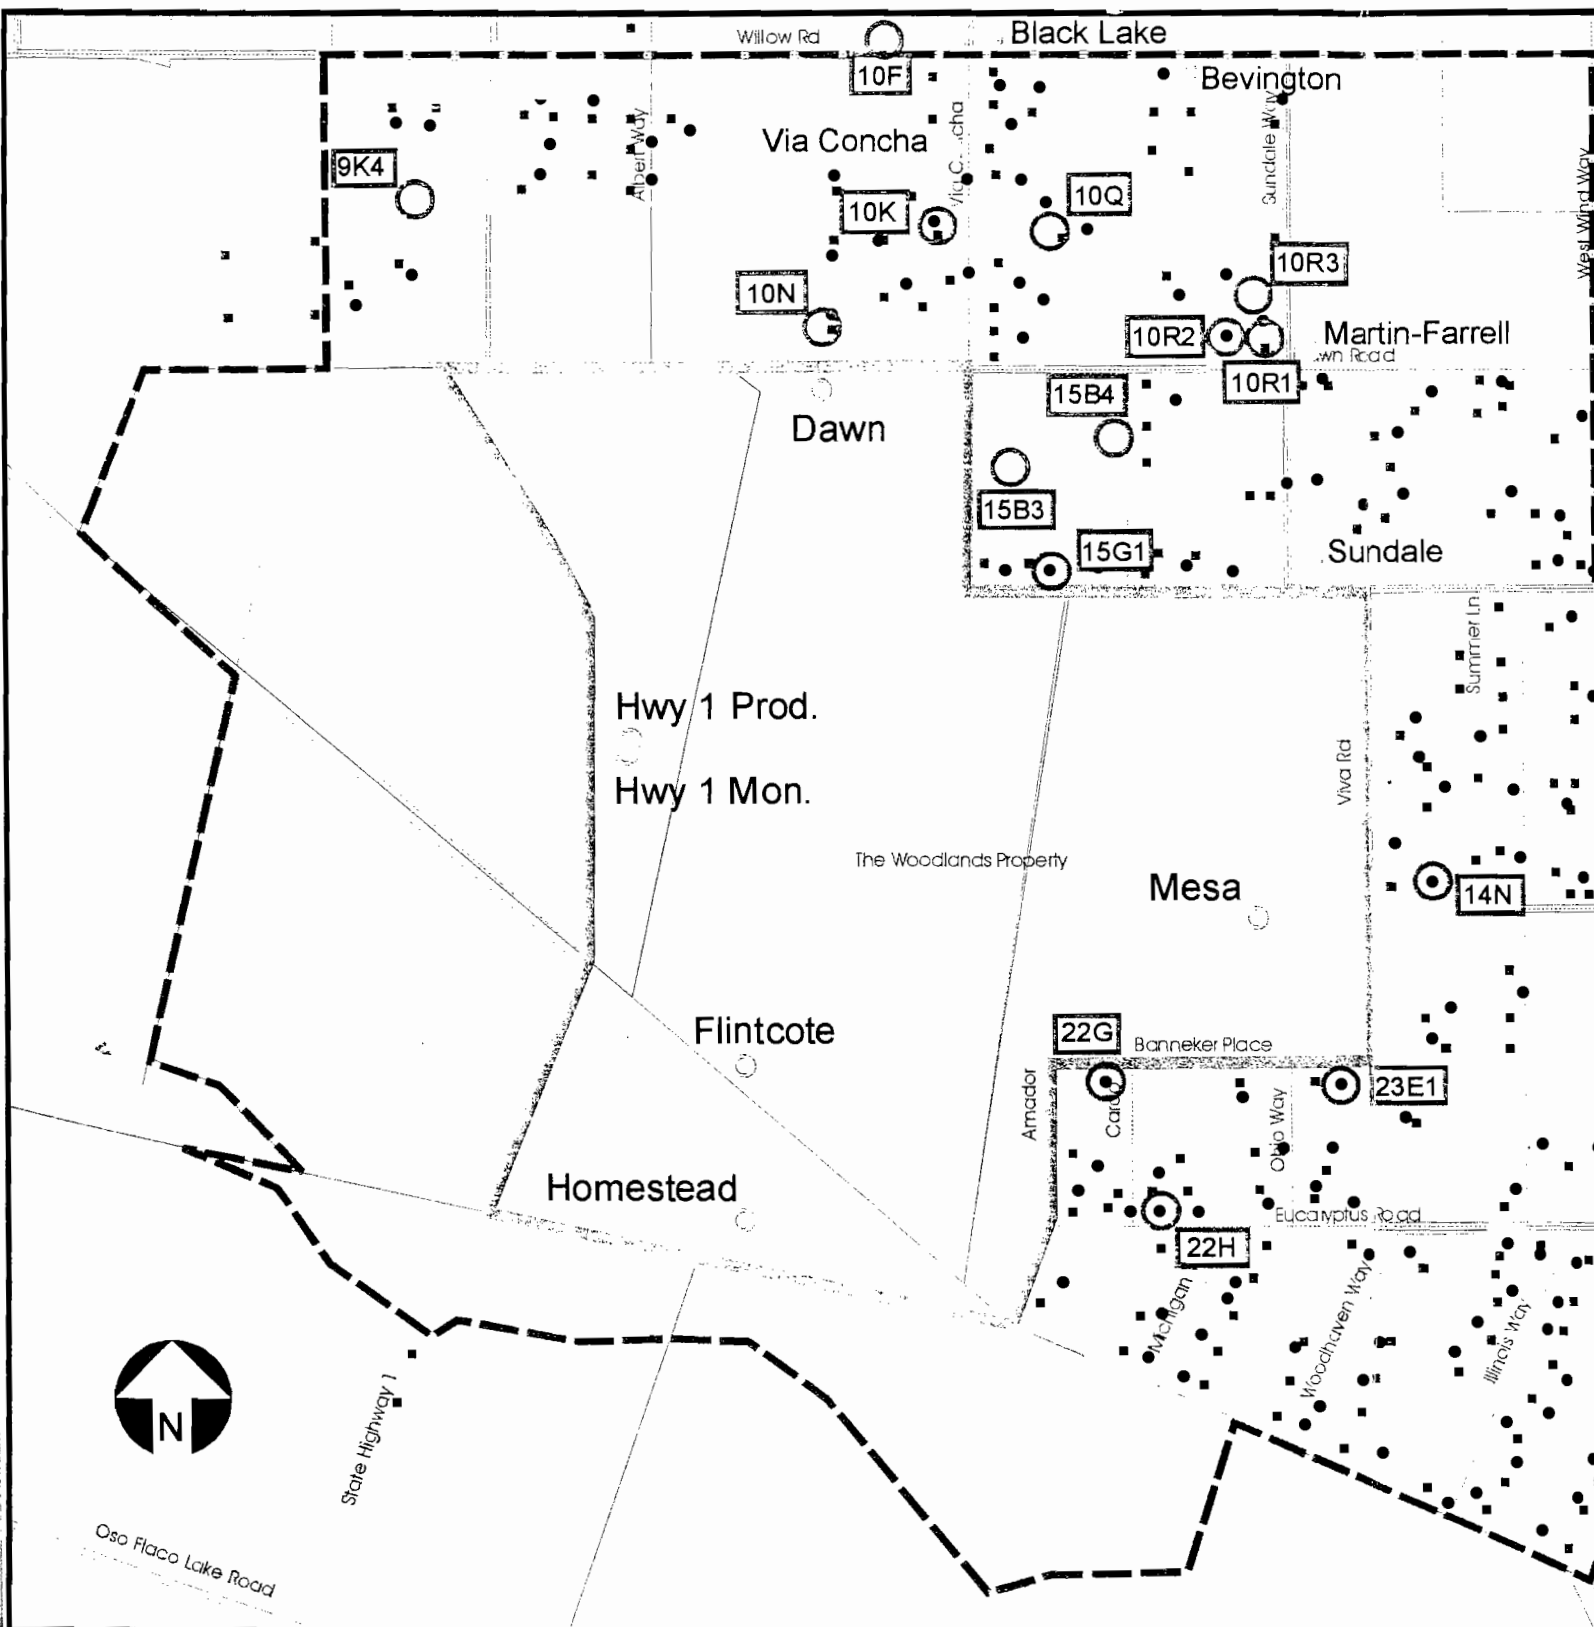 Willow Rd
Black Lake
10F
Bevington
Via Concha
9K4
Albert Way
Sundale Way
West Wind Way
10K
10Q
10N
10R3
10R2
Martin-Farrell
10R1
15B4
Dawn
15B3
15G1
Sundale
Summer Ln
Hwy 1 Prod.
Hwy 1 Mon.
Viva Rd
The Woodlands Property
Mesa
14N
Flintcote
22G
Banneker Place
23E1
Amador
Ohio Way
Homestead
Eucalyptus Road
22H
Michigan
Woodhaven Way
Illinois Way
N
State Highway 1
Oso Flaco Lake Road